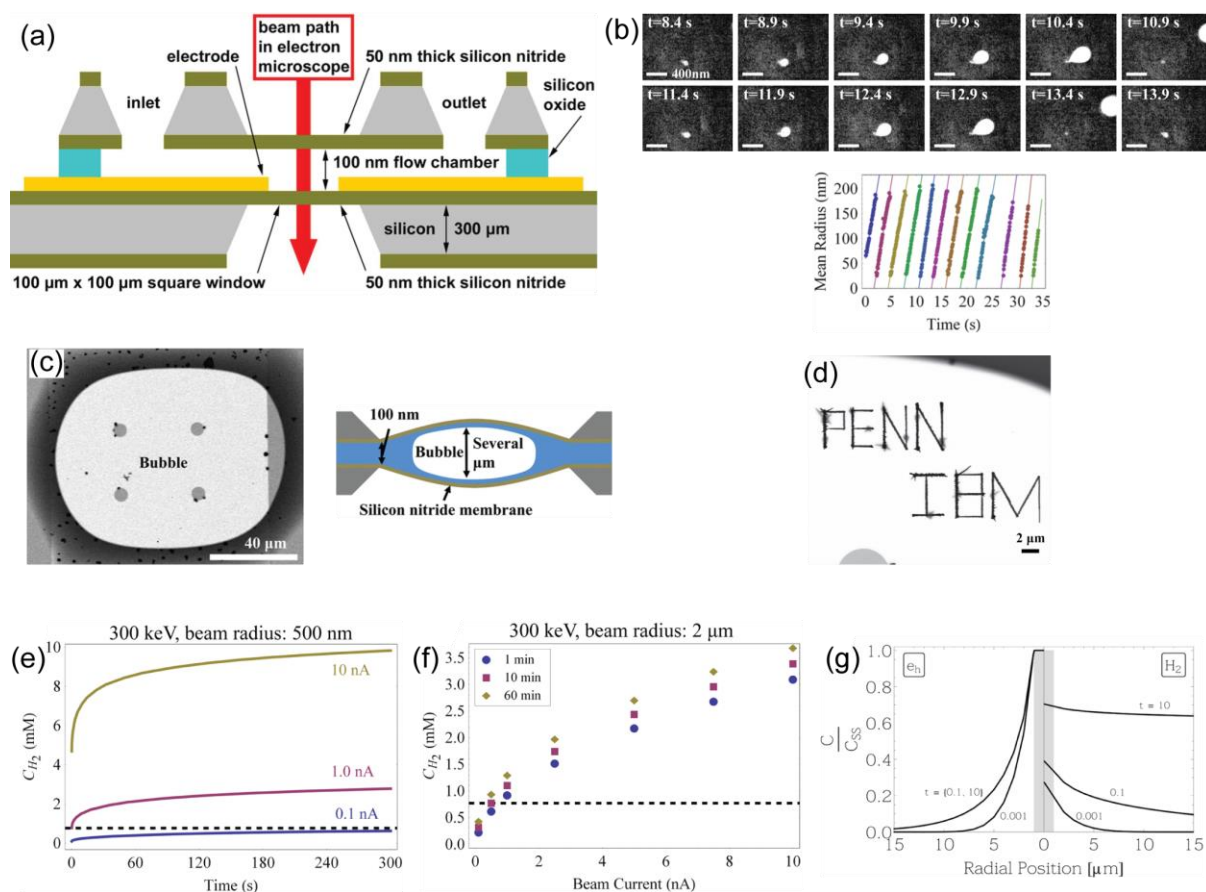 (a)
beam path
in electron
microscope
electrode
50 nm thick silicon nitride
silicon
oxide
inlet
outlet
100 nm flow chamber
silicon
300 µm
100 µm x 100 µm square window
50 nm thick silicon nitride
(b)
t=8.4 s
t=8.9 s
t=9.4 s
t=9.9 s
t=10.4 s
t=10.9 s
400nm
t=11.4 s
t=11.9 s
t=12.4 s
t=12.9 s
t=13.4 s
t=13.9 s
Mean Radius (nm)
200
150
100
50
0
0 5 10 15 20 25 30 35
Time (s)
(c)
Bubble
40 µm
100 nm
Bubble
Several
µm
Silicon nitride membrane
(d)
PENN
IBM
2 µm
(e)
300 keV, beam radius: 500 nm
C_H2 (mM)
10
8
6
4
2
0
10 nA
1.0 nA
0.1 nA
0 60 120 180 240 300
Time (s)
(f)
300 keV, beam radius: 2 µm
C_H2 (mM)
3.5
3.0
2.5
2.0
1.5
1.0
0.5
0.0
1 min
10 min
60 min
0 2 4 6 8 10
Beam Current (nA)
(g)
e_h
H2
C
C_SS
1.0
0.8
0.6
0.4
0.2
0.0
t = 10
t = {0.1, 10}
0.1
0.001
0.001
15 10 5 0 5 10 15
Radial Position [µm]